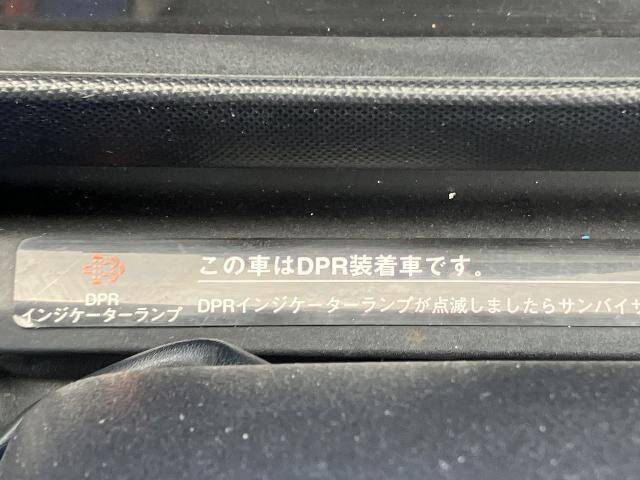 この車はDPR装着車です。
DPR
インジケーターランプ
DPRインジケーターランプが点滅しましたらサンバイザ